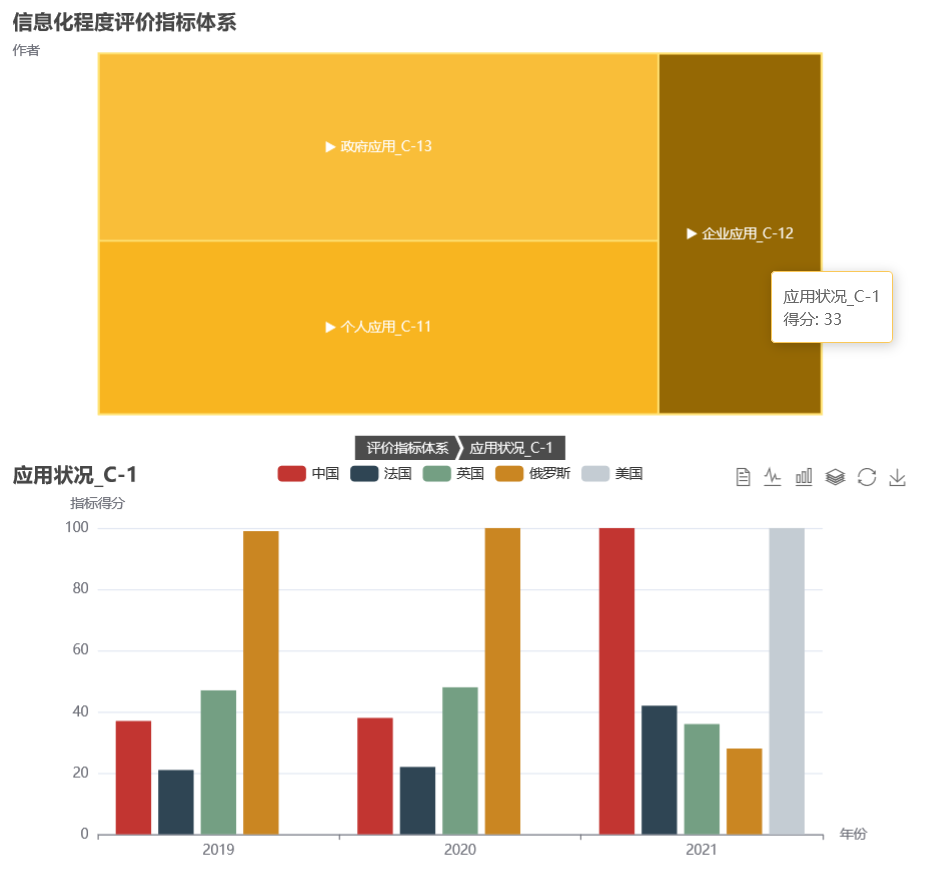 信息化程度评价指标体系
作者
▶ 政府应用_C-13
▶ 企业应用_C-12
应用状况_C-1
得分: 33
▶ 个人应用_C-11
评价指标体系 应用状况_C-1
应用状况_C-1
中国 法国 英国 俄罗斯 美国
指标得分
100
80
60
40
20
0
年份
2019 2020 2021